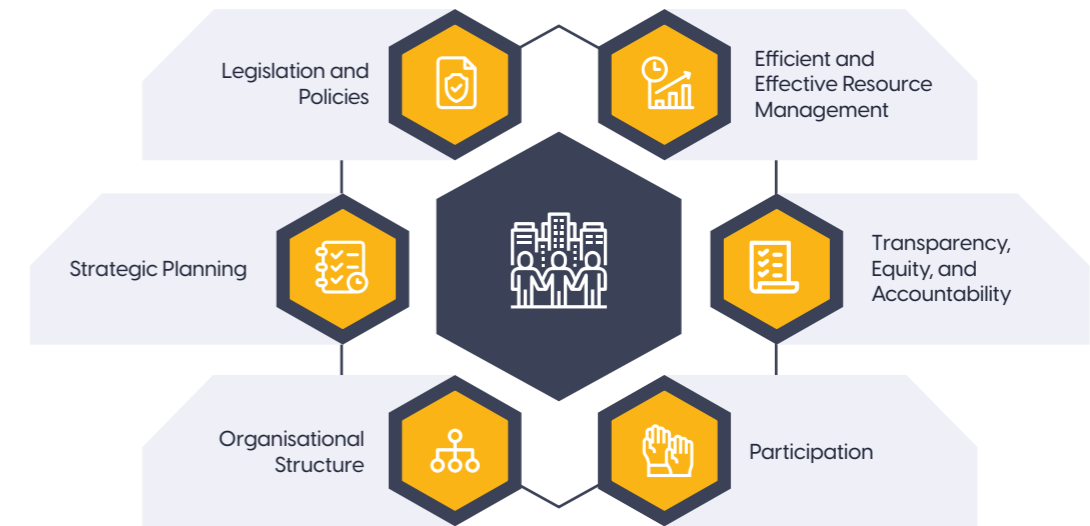 Legislation and
Policies
Efficient and
Effective Resource
Management
Strategic Planning
Transparency,
Equity, and
Accountability
Organisational
Structure
Participation